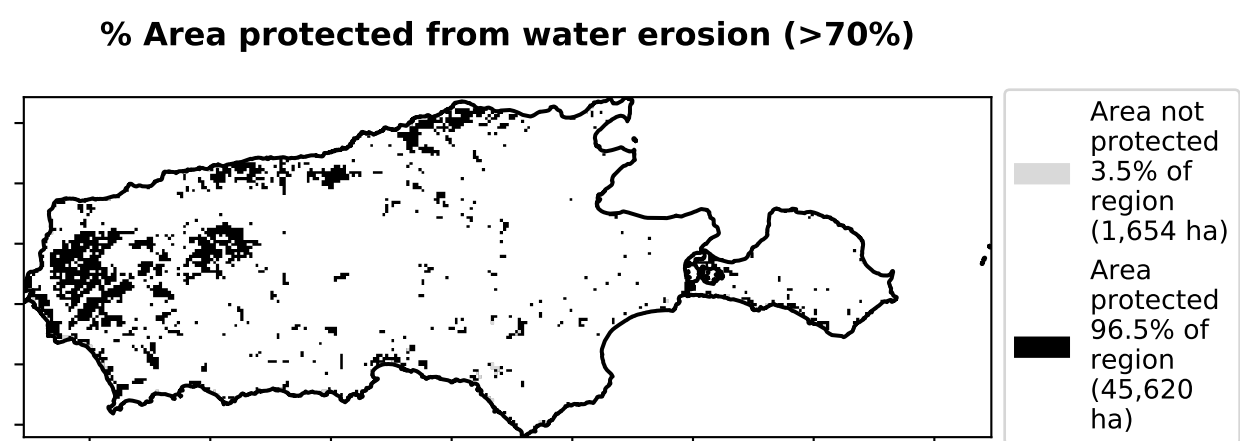 % Area protected from water erosion (>70%)
Area not
protected
3.5% of
region
(1,654 ha)
Area
protected
96.5% of
region
(45,620
ha)